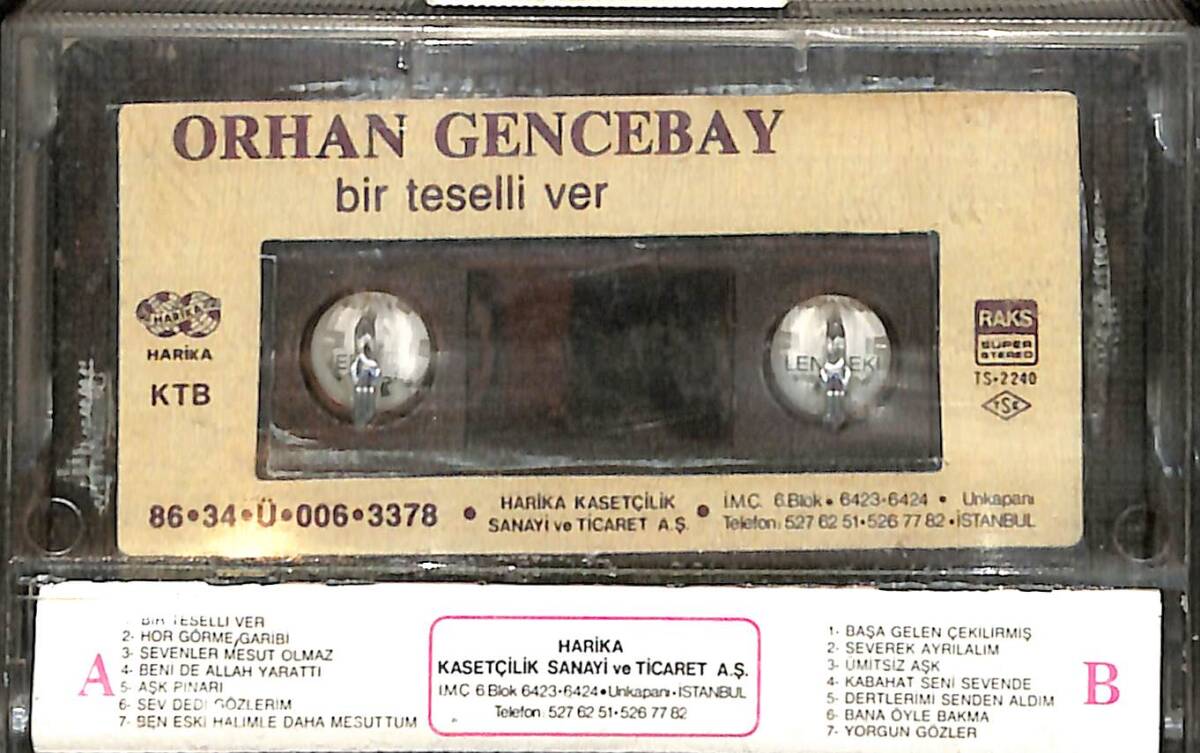 ORHAN GENCEBAY
bir teselli ver
HARİKA
HARİKA
KTB
RAKS
SUPER
STEREO
TS•2240
TSE
86•34•Ü•006•3378 • HARİKA KASETÇİLİK
SANAYİ ve TİCARET A.Ş. •
İ.M.Ç. 6.Blok • 6423-6424 • Unkapanı
Telefon: 527 62 51•526 77 82 • İSTANBUL
A
BİR TESELLİ VER
2- HOR GÖRME GARİBİ
3- SEVENLER MESUT OLMAZ
4- BENİ DE ALLAH YARATTI
5- AŞK PINARI
6- SEV DEDİ GÖZLERİM
7- BEN ESKİ HALİMLE DAHA MESUTTUM
HARİKA
KASETÇİLİK SANAYİ ve TİCARET A.Ş.
İ.M.Ç. 6.Blok 6423•6424•Unkapanı•İSTANBUL
Telefon: 527 62 51•526 77 82
1- BAŞA GELEN ÇEKİLİRMİŞ
2- SEVEREK AYRILALIM
3- ÜMİTSİZ AŞK
4- KABAHAT SENİ SEVENDE
5- DERTLERİMİ SENDEN ALDIM
6- BANA ÖYLE BAKMA
7- YORGUN GÖZLER
B